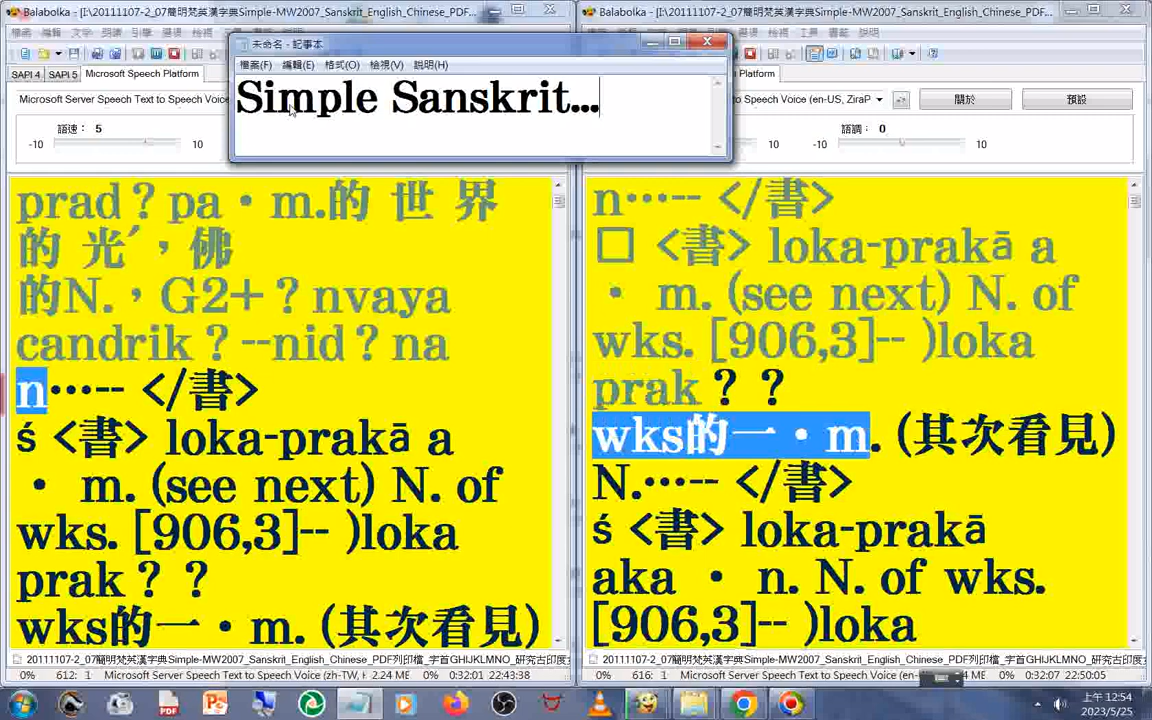 Balabolka - [I:\20111107-2_07簡明梵英漢字典Simple-MW2007_Sanskrit_English_Chinese_PDF
Balabolka - [I:\20111107-2_07簡明梵英漢字典Simple-MW2007_Sanskrit_English_Chinese_PDF...
未命名 - 記事本
檔案(F) 編輯(E) 格式(O) 檢視(V) 說明(H)
Simple Sanskrit...
SAPI 4 SAPI 5 Microsoft Speech Platform
Platform
Microsoft Server Speech Text to Speech Voice
to Speech Voice (en-US, ZiraP
關於
預設
語速： 5
-10
10
語調： 0
10
-10
10
prad？pa・m.的 世 界
的 光ˊ，佛
的N.，G2+？nvaya
candrik？--nid？na
n…-- </書>
ś <書> loka-prakā a
・ m. (see next) N. of
wks. [906,3]-- )loka
prak？？
wks的一・m. (其次看見)
n…-- </書>
□ <書> loka-prakā a
・ m. (see next) N. of
wks. [906,3]-- )loka
prak？？
wks的一・m. (其次看見)
N.…-- </書>
ś <書> loka-prakā
aka ・ n. N. of wks.
[906,3]-- )loka
20111107-2_07簡明梵英漢字典Simple-MW2007_Sanskrit_English_Chinese_PDF列印檔_字首GHIJKLMNO_研究古印度
20111107-2_07簡明梵英漢字典Simple-MW2007_Sanskrit_English_Chinese_PDF列印檔_字首GHIJKLMNO_研究古印度
0% 612: 1 Microsoft Server Speech Text to Speech Voice (zh-TW, H 2.24 ME 0% 0:32:01 22:43:38
0% 616: 1 Microsoft Server Speech Text to Speech Voice (en- ME 0% 0:32:07 22:50:05
上午 12:54
2023/5/25